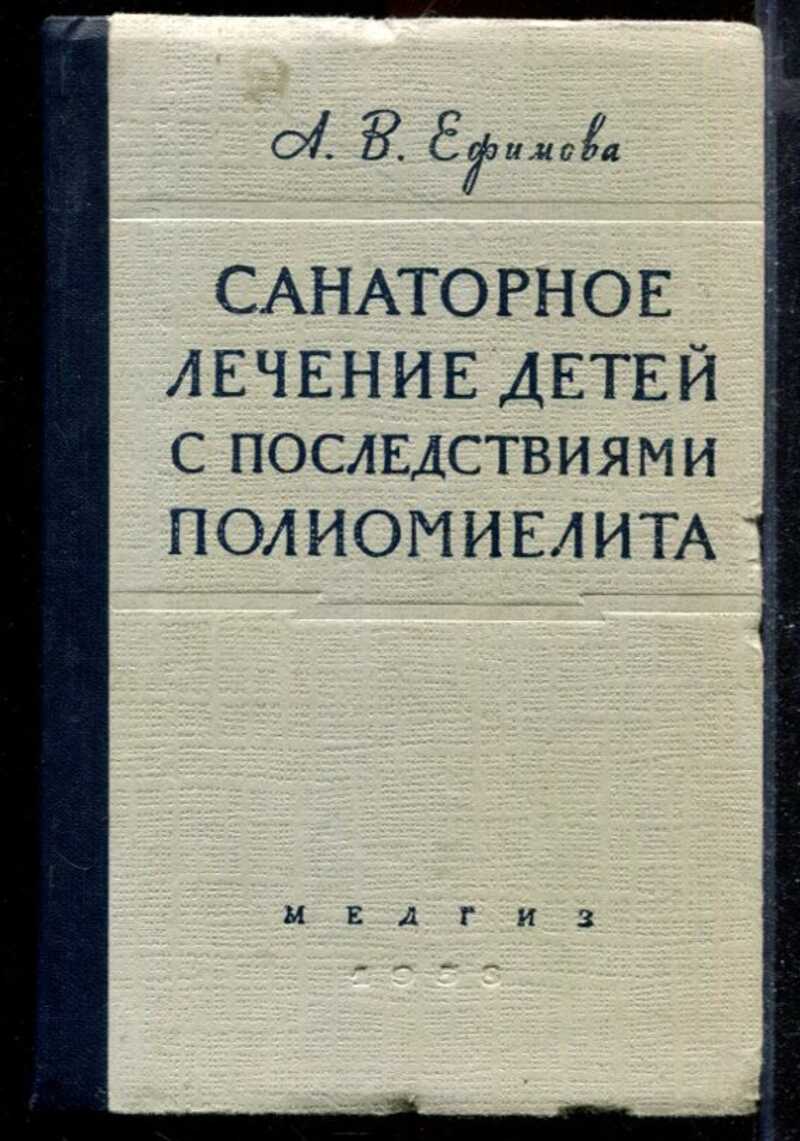 А. В. Ефимова
САНАТОРНОЕ
ЛЕЧЕНИЕ ДЕТЕЙ
С ПОСЛЕДСТВИЯМИ
ПОЛИОМИЕЛИТА
МЕДГИЗ